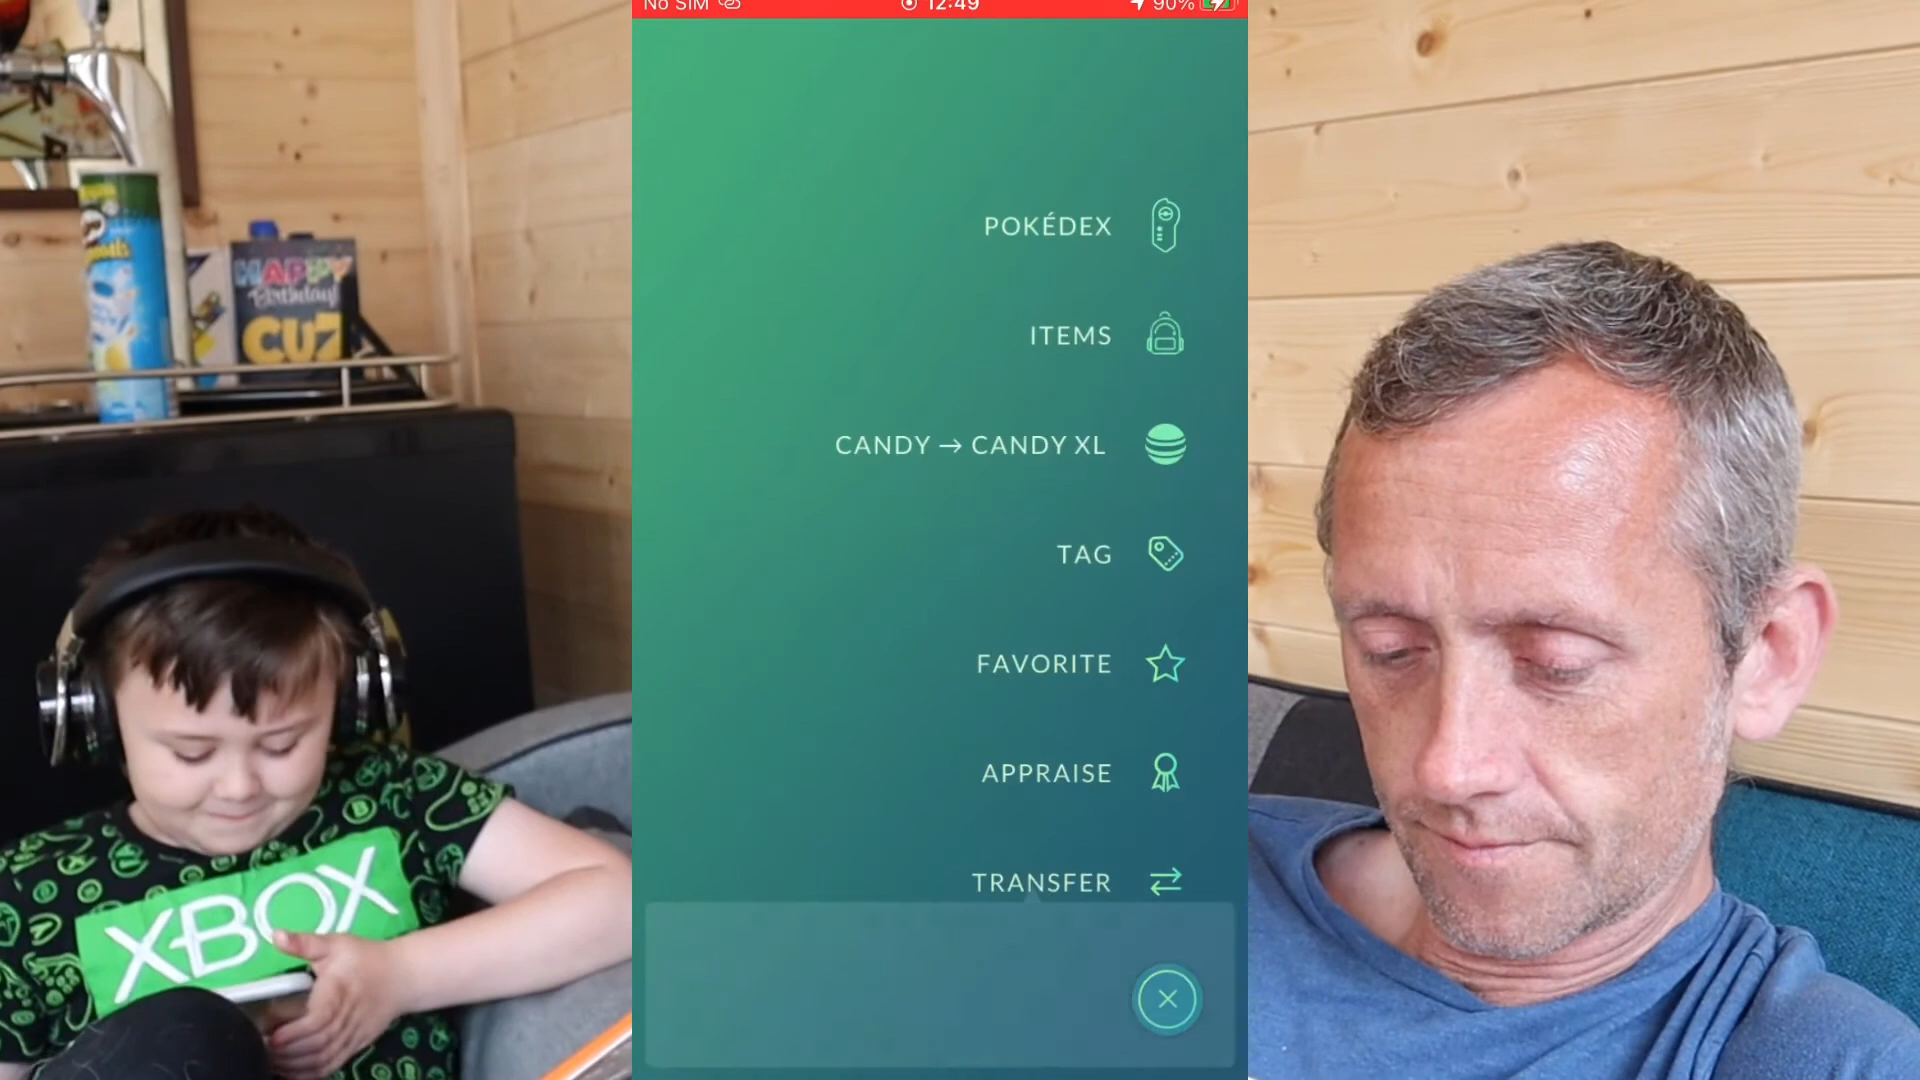 No SIM
12:49
90%
POKÉDEX
ITEMS
CANDY → CANDY XL
TAG
FAVORITE
APPRAISE
TRANSFER
HAPPY
Birthday!
CUZ
XBOX